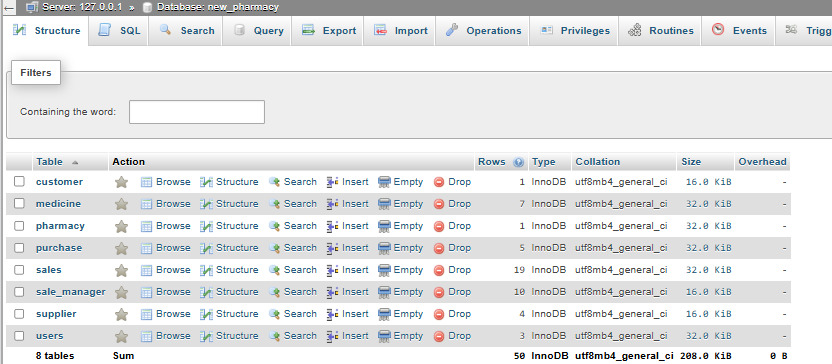 Server: 127.0.0.1 » Database: new_pharmacy
Structure SQL Search Query Export Import Operations Privileges Routines Events Trigg
Filters
Containing the word:
Table Action Rows Type Collation Size Overhead
customer Browse Structure Search Insert Empty Drop 1 InnoDB utf8mb4_general_ci 16.0 KiB -
medicine Browse Structure Search Insert Empty Drop 7 InnoDB utf8mb4_general_ci 32.0 KiB -
pharmacy Browse Structure Search Insert Empty Drop 1 InnoDB utf8mb4_general_ci 32.0 KiB -
purchase Browse Structure Search Insert Empty Drop 5 InnoDB utf8mb4_general_ci 32.0 KiB -
sales Browse Structure Search Insert Empty Drop 19 InnoDB utf8mb4_general_ci 32.0 KiB -
sale_manager Browse Structure Search Insert Empty Drop 10 InnoDB utf8mb4_general_ci 16.0 KiB -
supplier Browse Structure Search Insert Empty Drop 4 InnoDB utf8mb4_general_ci 16.0 KiB -
users Browse Structure Search Insert Empty Drop 3 InnoDB utf8mb4_general_ci 32.0 KiB -
8 tables Sum 50 InnoDB utf8mb4_general_ci 208.0 KiB 0 B